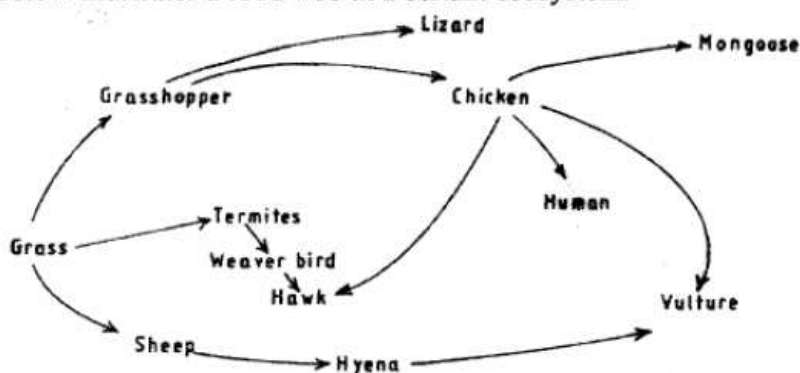 Lizard
Mongoose
Grasshopper
Chicken
Human
Termites
Grass
Weaver bird
Hawk
Vulture
Sheep
Hyena